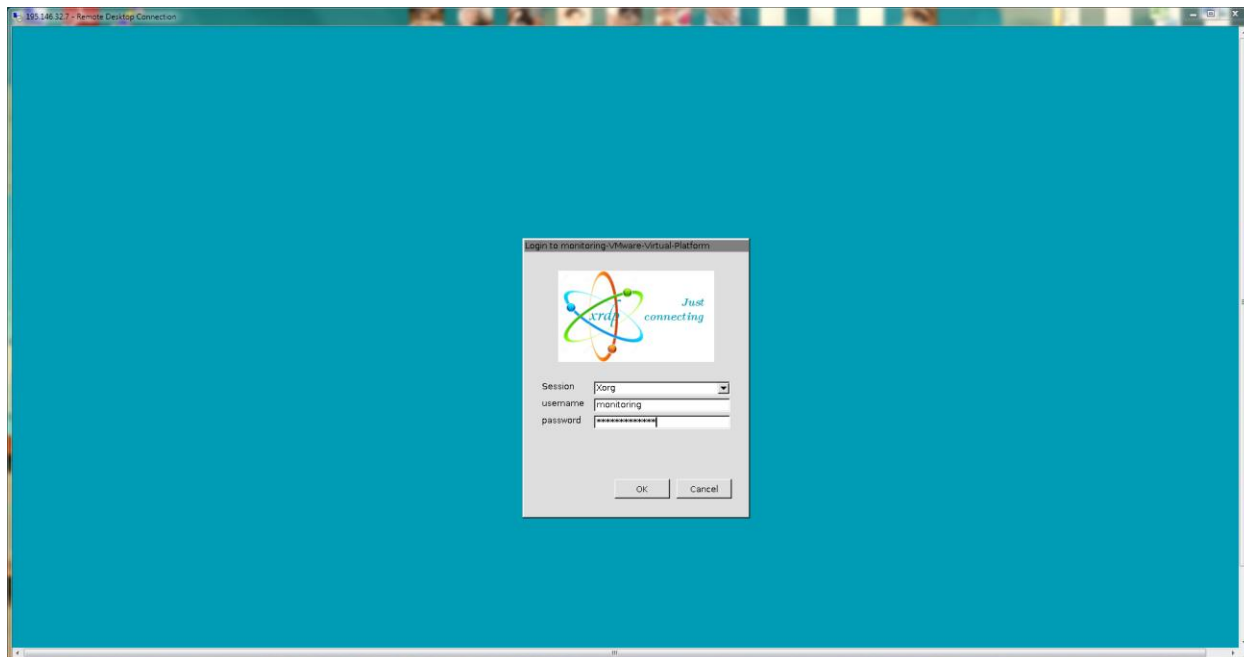 195.146.32.7 - Remote Desktop Connection
Login to monitoring-VMware-Virtual-Platform
xrdp
Just
connecting
Session Xorg
username monitoring
password *************
OK Cancel